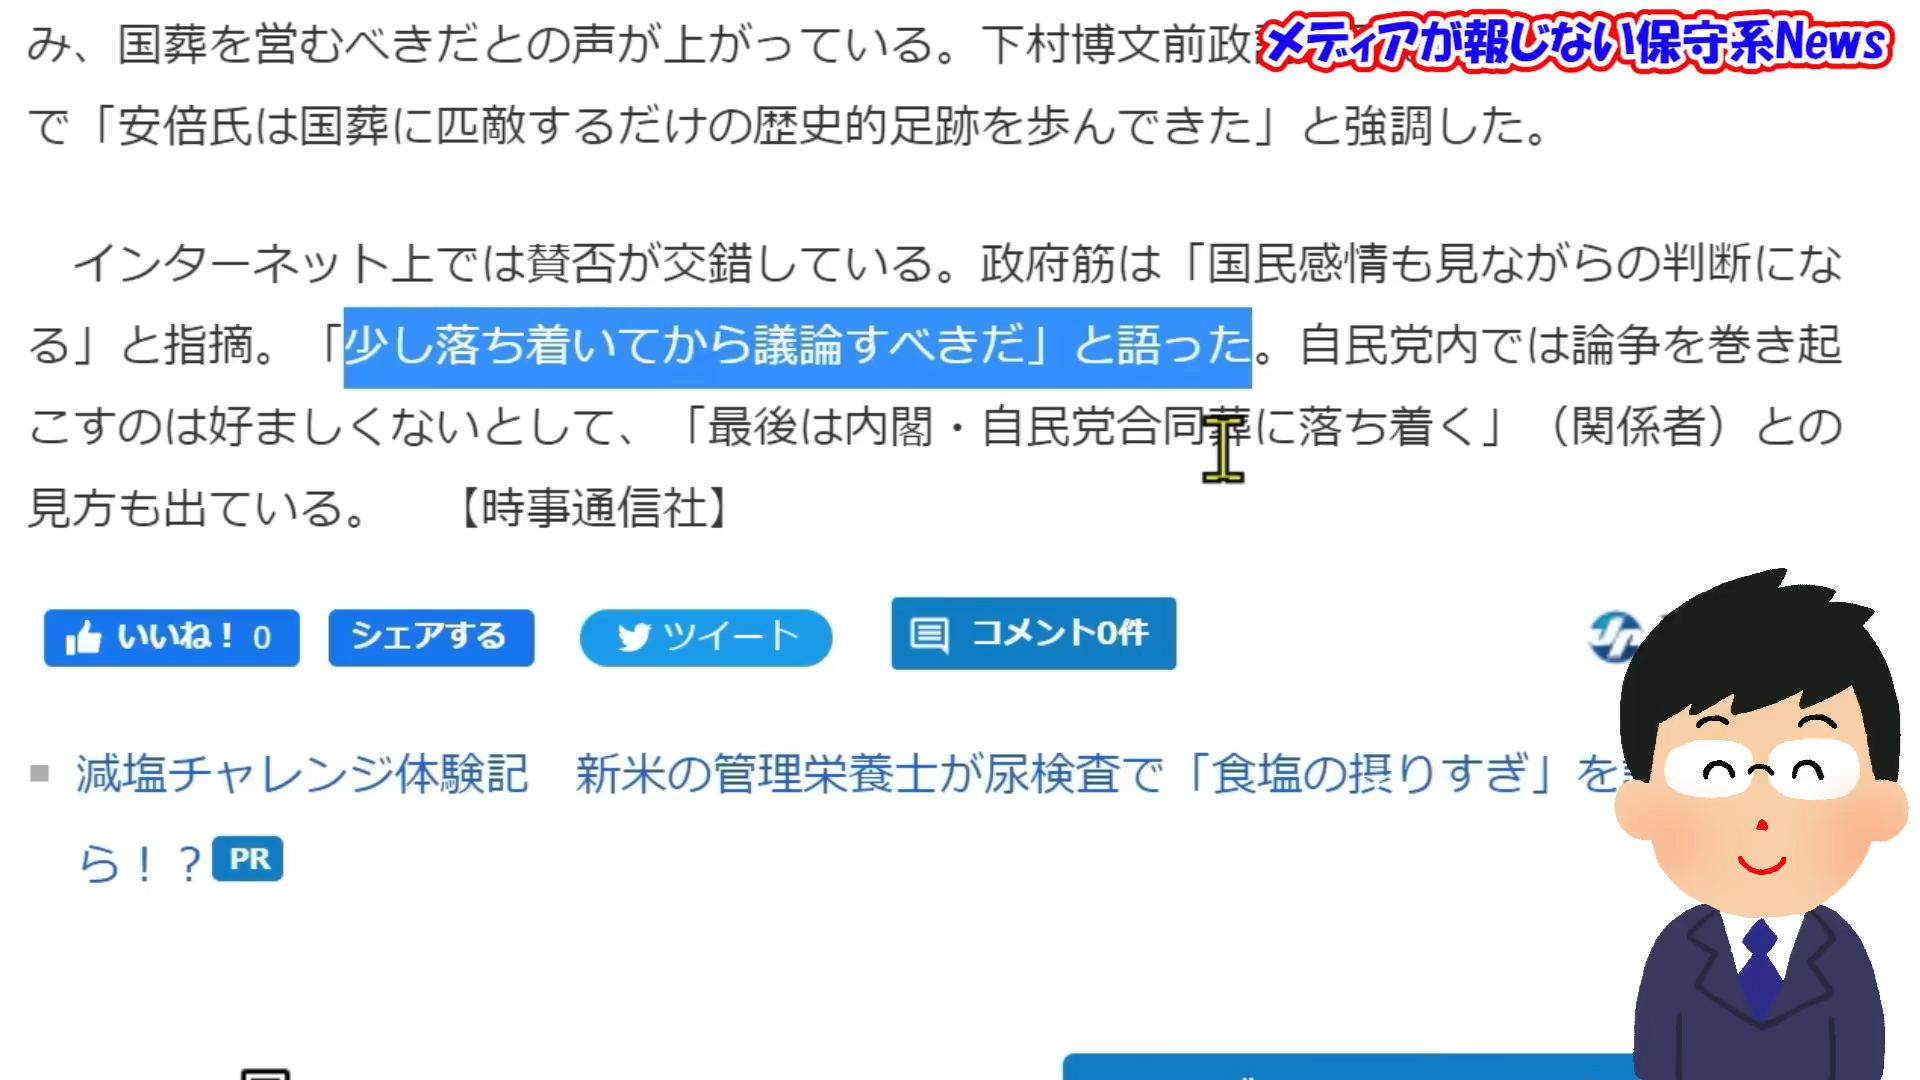 み、国葬を営むべきだとの声が上がっている。下村博文前政
メディアが報じない保守系News
で「安倍氏は国葬に匹敵するだけの歴史的足跡を歩んできた」と強調した。
インターネット上では賛否が交錯している。政府筋は「国民感情も見ながらの判断にな
る」と指摘。「少し落ち着いてから議論すべきだ」と語った。自民党内では論争を巻き起
こすのは好ましくないとして、「最後は内閣・自民党合同葬に落ち着く」（関係者）との
見方も出ている。 【時事通信社】
いいね！ 0
シェアする
ツイート
コメント0件
減塩チャレンジ体験記 新米の管理栄養士が尿検査で「食塩の摂りすぎ」を
ら！？ PR